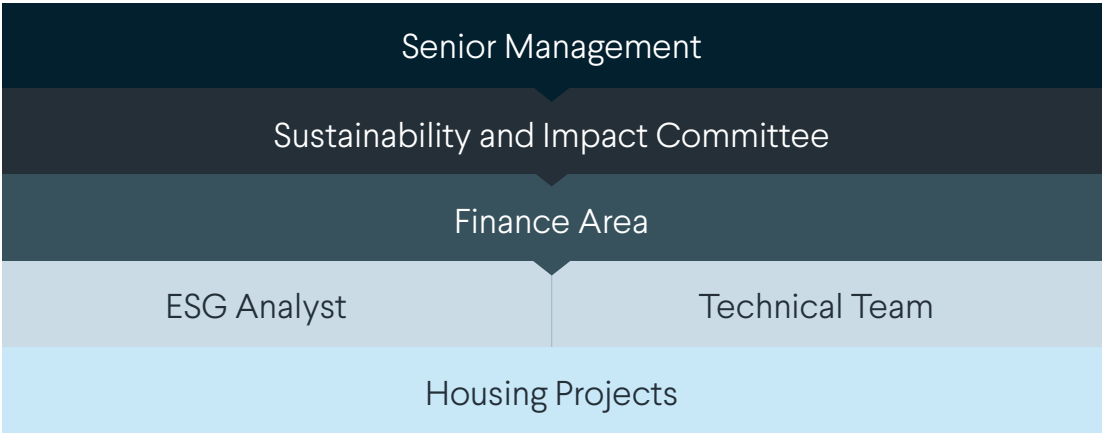 Senior Management
Sustainability and Impact Committee
Finance Area
ESG Analyst
Technical Team
Housing Projects